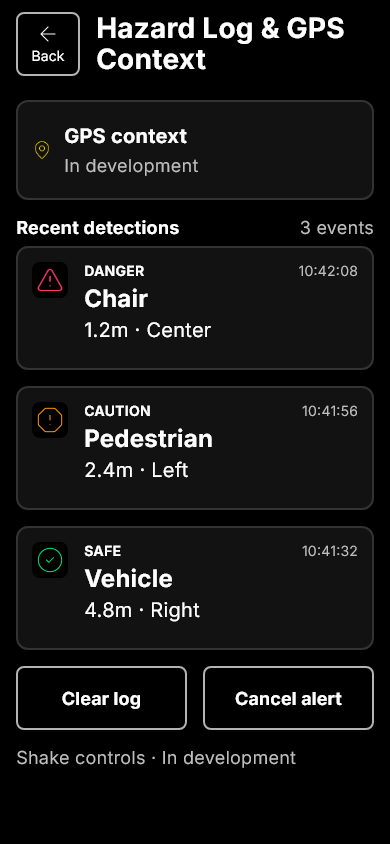 Back
Hazard Log & GPS
Context
GPS context
In development
Recent detections 3 events
DANGER 10:42:08
Chair
1.2m · Center
CAUTION 10:41:56
Pedestrian
2.4m · Left
SAFE 10:41:32
Vehicle
4.8m · Right
Clear log Cancel alert
Shake controls · In development